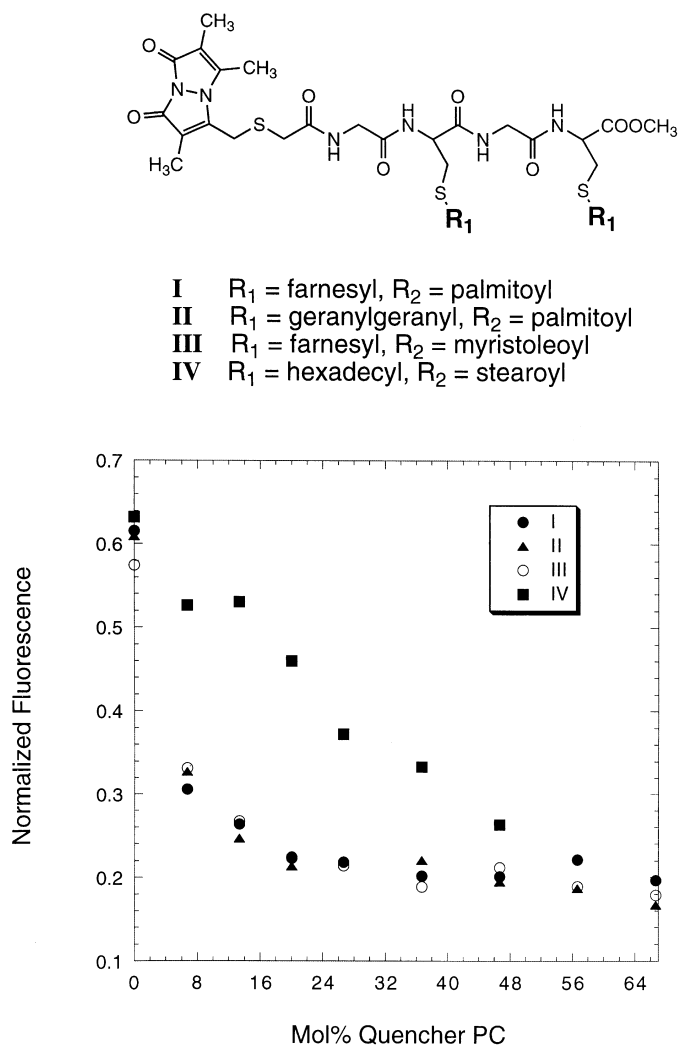 CH₃
O
CH₃
N
N
O
H₃C
S
O
N
H
O
H
N
O
N
H
O
H
N
COOCH₃
S
R₁
S
R₁
I R₁ = farnesyl, R₂ = palmitoyl
II R₁ = geranylgeranyl, R₂ = palmitoyl
III R₁ = farnesyl, R₂ = myristoleoyl
IV R₁ = hexadecyl, R₂ = stearoyl
Normalized Fluorescence
0.7
0.6
0.5
0.4
0.3
0.2
0.1
I
II
III
IV
0 8 16 24 32 40 48 56 64
Mol% Quencher PC